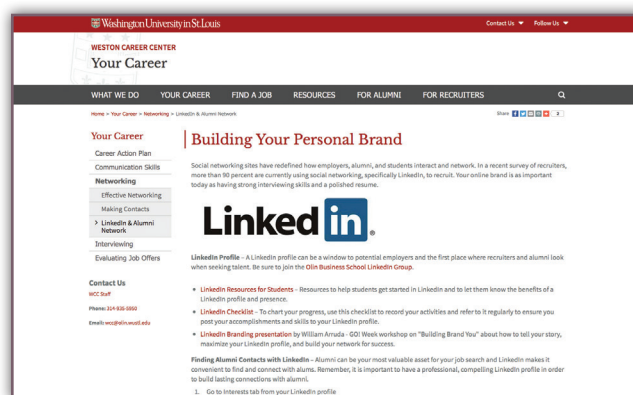 Washington University in St. Louis
Contact Us Follow Us
WESTON CAREER CENTER
Your Career
WHAT WE DO YOUR CAREER FIND A JOB RESOURCES FOR ALUMNI FOR RECRUITERS
Home > Your Career > Networking > LinkedIn & Alumni Network
Share
Your Career
Career Action Plan
Communication Skills
Networking
Effective Networking
Making Contacts
> LinkedIn & Alumni
Network
Interviewing
Evaluating Job Offers
Contact Us
WCC Staff
Phone: 314-935-5950
Email: wcc@olin.wustl.edu
Building Your Personal Brand
Social networking sites have redefined how employers, alumni, and students interact and network. In a recent survey of recruiters,
more than 90 percent are currently using social networking, specifically LinkedIn, to recruit. Your online brand is as important
today as having strong interviewing skills and a polished resume.
Linked in®
LinkedIn Profile – A LinkedIn profile can be a window to potential employers and the first place where recruiters and alumni look
when seeking talent. Be sure to join the Olin Business School LinkedIn Group.
LinkedIn Resources for Students – Resources to help students get started in LinkedIn and to let them know the benefits of a
LinkedIn profile and presence.
LinkedIn Checklist – To chart your progress, use this checklist to record your activities and refer to it regularly to ensure you
post your accomplishments and skills to your LinkedIn profile.
LinkedIn Branding presentation by William Arruda - GO! Week workshop on "Building Brand You" about how to tell your story,
maximize your LinkedIn profile, and build your network for success.
Finding Alumni Contacts with LinkedIn – Alumni can be your most valuable asset for your job search and LinkedIn makes it
convenient to find and connect with alums. Remember, it is important to have a professional, compelling LinkedIn profile in order
to build lasting connections with alumni.
1. Go to Interests tab from your LinkedIn profile